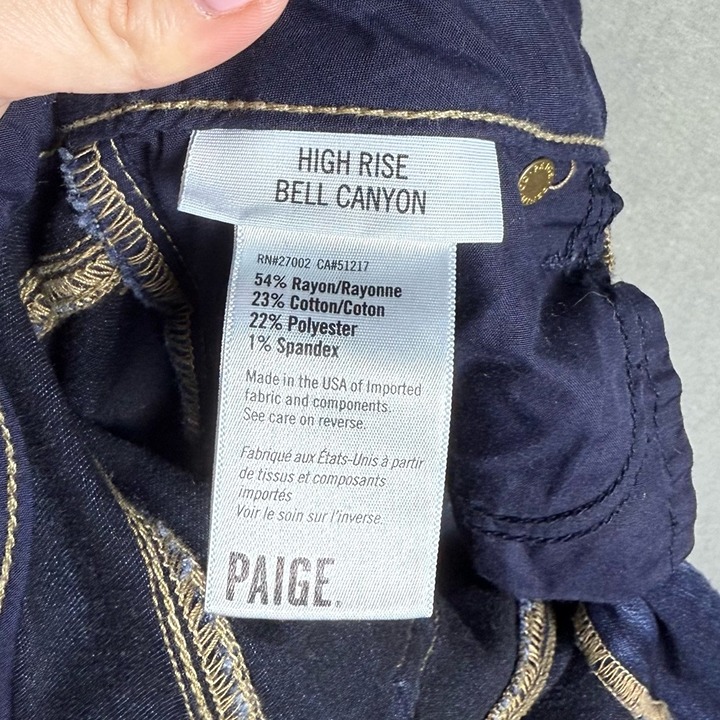 HIGH RISE
BELL CANYON
RN#27002 CA#51217
54% Rayon/Rayonne
23% Cotton/Coton
22% Polyester
1% Spandex
Made in the USA of Imported
fabric and components.
See care on reverse.
Fabriqué aux États-Unis à partir
de tissus et composants
importés
Voir le soin sur l'inverse.
PAIGE.